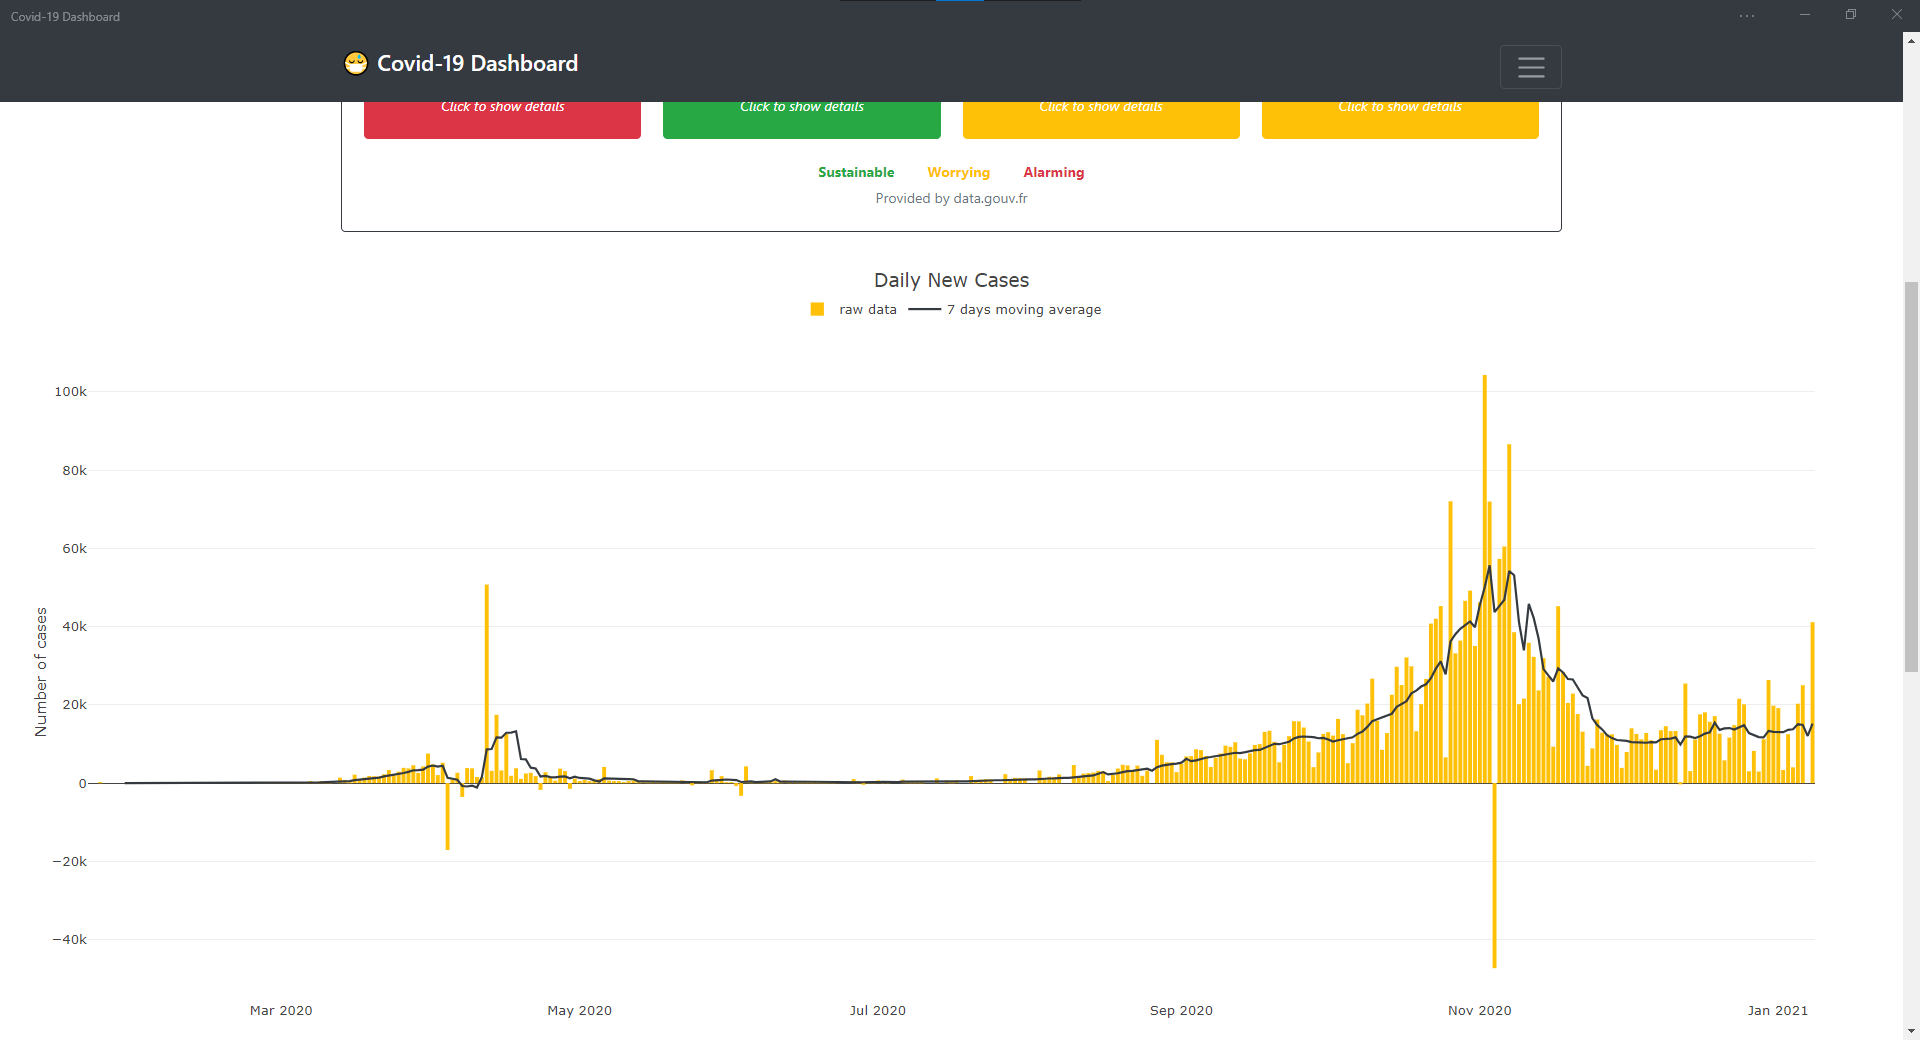 Covid-19 Dashboard
Covid-19 Dashboard
Click to show details
Click to show details
Click to show details
Click to show details
Sustainable Worrying Alarming
Provided by data.gouv.fr
Daily New Cases
raw data 7 days moving average
100k
80k
60k
40k
20k
0
−20k
−40k
Number of cases
Mar 2020 May 2020 Jul 2020 Sep 2020 Nov 2020 Jan 2021